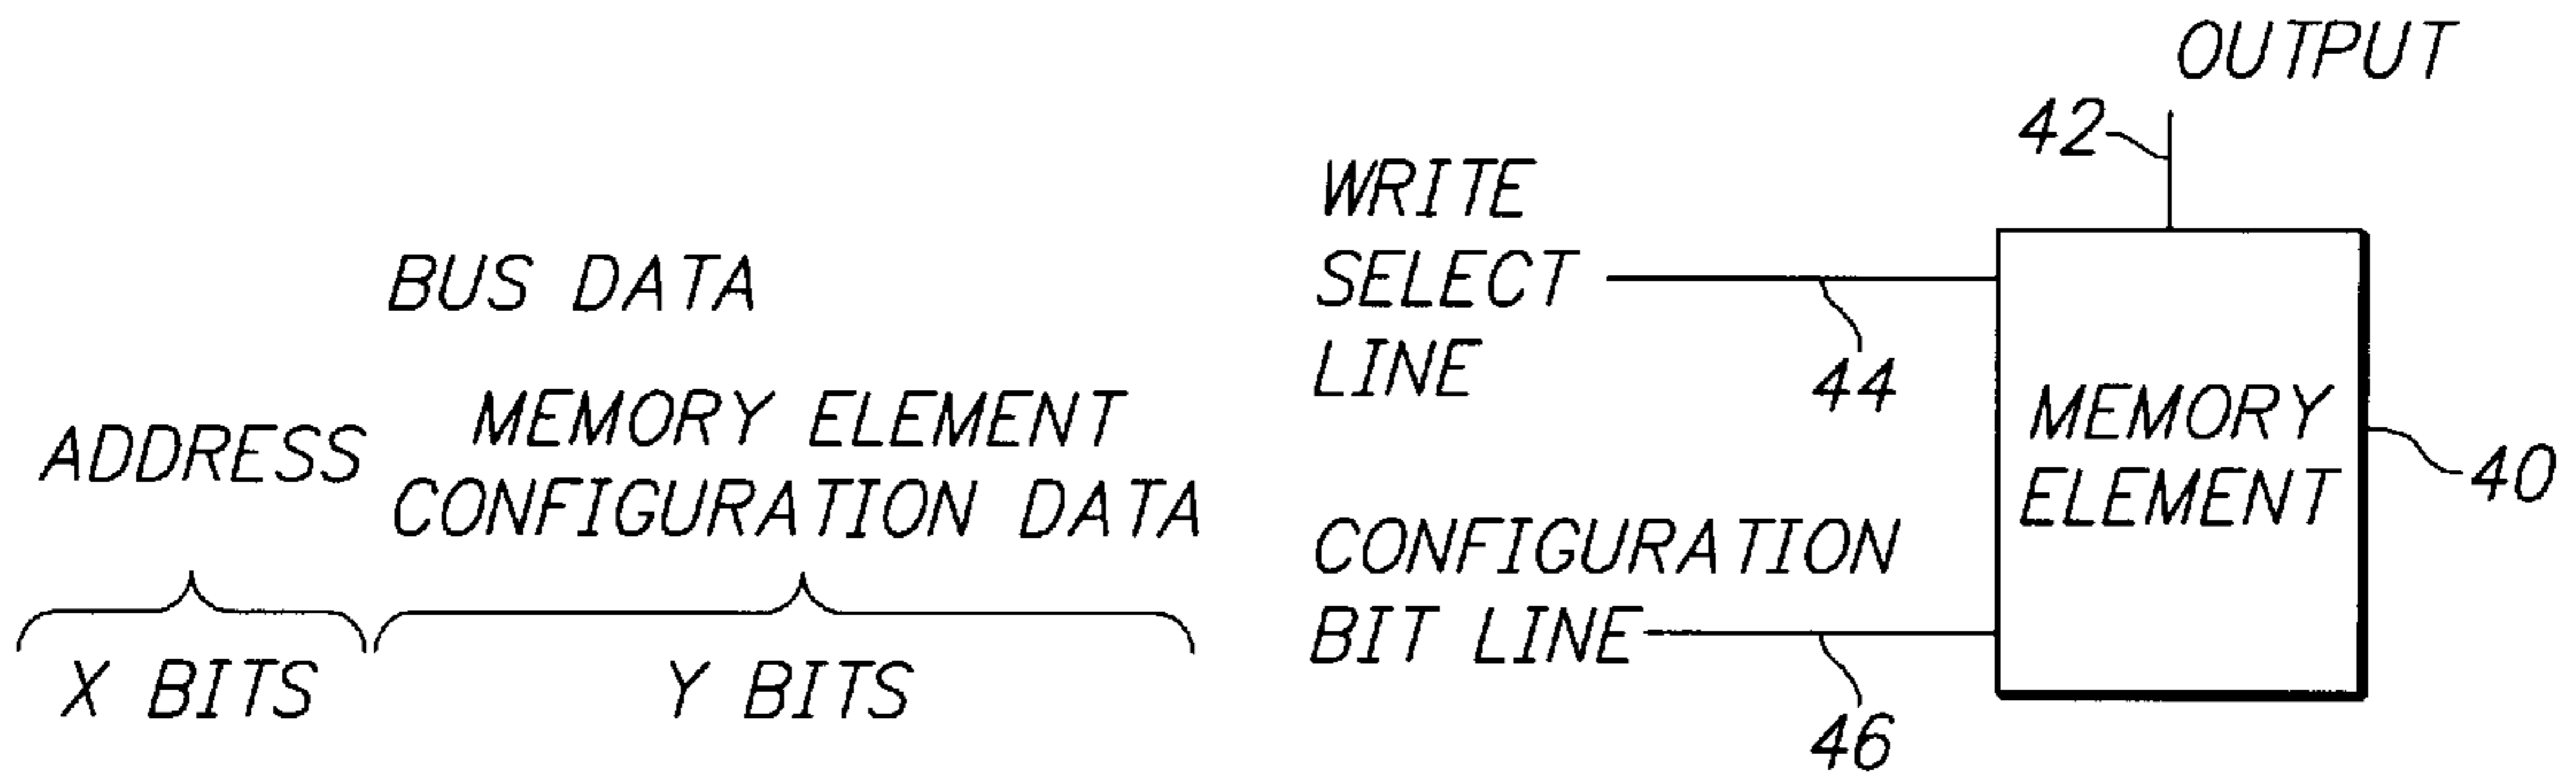 BUS DATA
ADDRESS
MEMORY ELEMENT
CONFIGURATION DATA
X BITS
Y BITS
OUTPUT
42
WRITE
SELECT
LINE
44
MEMORY
ELEMENT
40
CONFIGURATION
BIT LINE
46